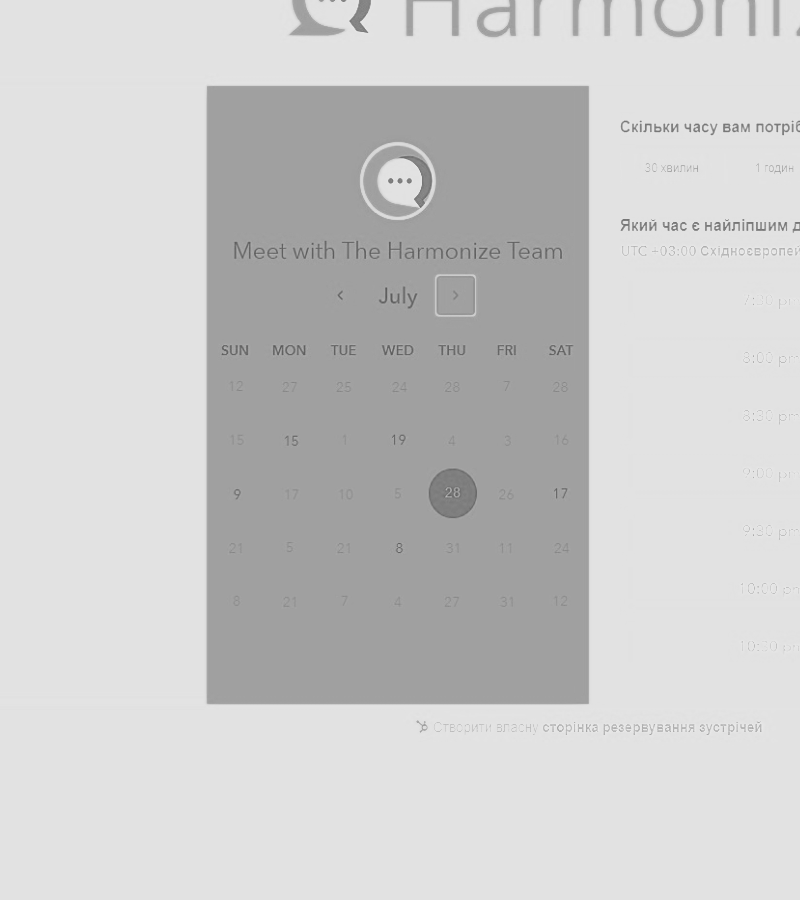 Harmoniz
Meet with The Harmonize Team
July
SUN MON TUE WED THU FRI SAT
12 27 25 24 28 7 28
15 15 1 19 4 3 16
9 17 10 5 28 26 17
21 5 21 8 31 11 24
8 21 7 4 27 31 12
Скільки часу вам потріб
30 хвилин 1 годин
Який час є найліпшим д
UTC +03:00 Східноєвропей
7:30 pr
8:00 pm
8:30 pm
9:00 pm
9:30 pm
10:00 pm
10:30 pm
Створити власну сторінка резервування зустрічей